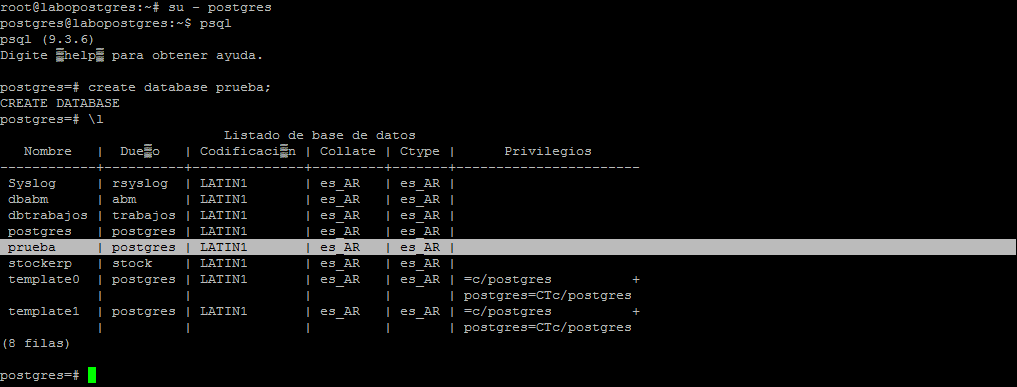 root@labopostgres:~# su - postgres
postgres@labopostgres:~$ psql
psql (9.3.6)
Digite ▒help▒ para obtener ayuda.
postgres=# create database prueba;
CREATE DATABASE
postgres=# \l
                            Listado de base de datos
   Nombre   |  Due▒o   | Codificaci▒n | Collate | Ctype |      Privilegios
------------+----------+--------------+---------+-------+-----------------------
 Syslog     | rsyslog  | LATIN1       | es_AR   | es_AR |
 dbabm      | abm      | LATIN1       | es_AR   | es_AR |
 dbtrabajos | trabajos | LATIN1       | es_AR   | es_AR |
 postgres   | postgres | LATIN1       | es_AR   | es_AR |
 prueba     | postgres | LATIN1       | es_AR   | es_AR |
 stockerp   | stock    | LATIN1       | es_AR   | es_AR |
 template0  | postgres | LATIN1       | es_AR   | es_AR | =c/postgres          +
            |          |              |         |       | postgres=CTc/postgres
 template1  | postgres | LATIN1       | es_AR   | es_AR | =c/postgres          +
            |          |              |         |       | postgres=CTc/postgres
(8 filas)
postgres=#